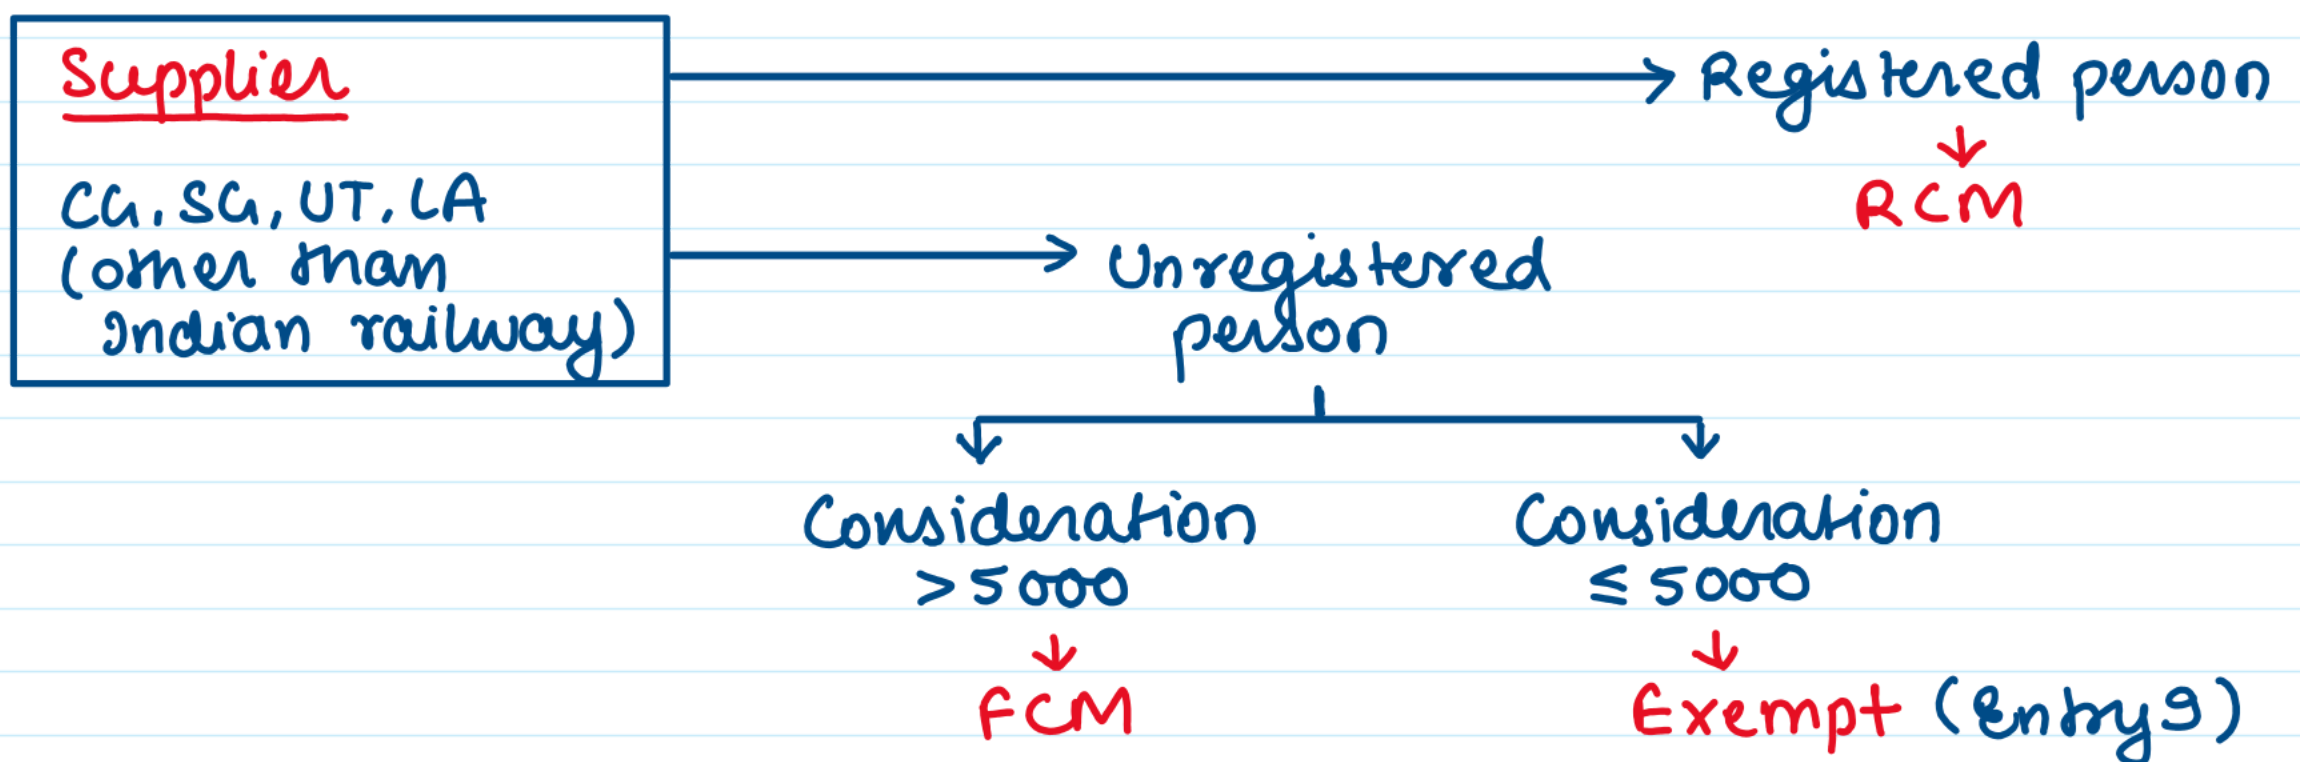 Supplier
CG, SG, UT, LA
(other than
Indian railway)
Registered person
RCM
Unregistered
person
Consideration
>5000
FCM
Consideration
≤ 5000
Exempt (Entry 9)